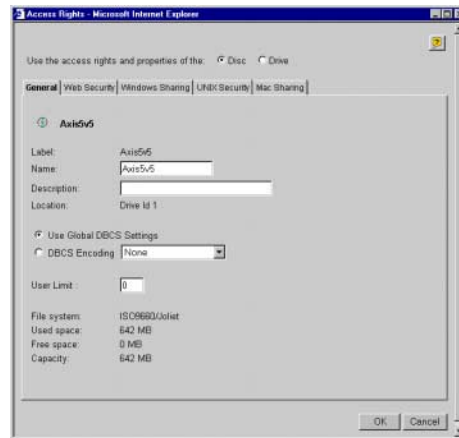 Access Rights - Microsoft Internet Explorer
?
Use the access rights and properties of the: Disc Drive
General Web Security Windows Sharing UNIX Security Mac Sharing
Axis5v5
Label: Axis5v5
Name: Axis5v5
Description:
Location: Drive Id 1
Use Global DBCS Settings
DBCS Encoding None
User Limit : 0
File system: ISO9660/Joliet
Used space: 642 MB
Free space: 0 MB
Capacity: 642 MB
OK Cancel